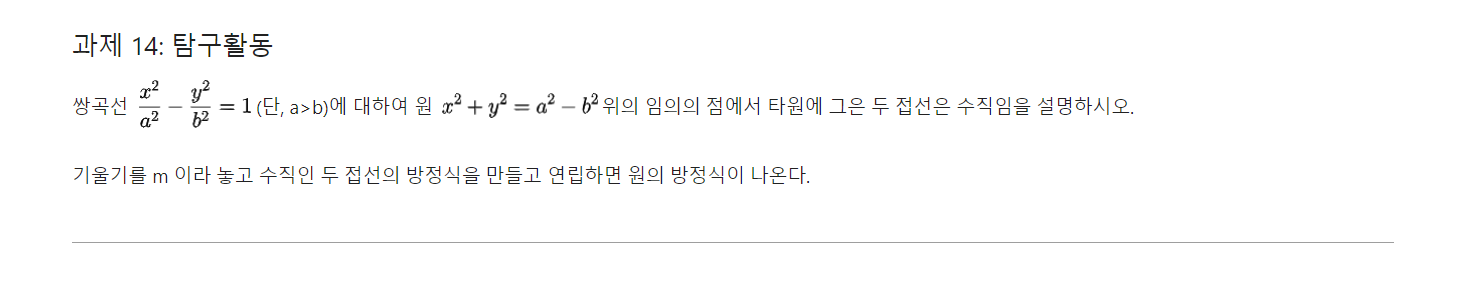 과제 14: 탐구활동
쌍곡선 \frac{x^2}{a^2} - \frac{y^2}{b^2} = 1 (단, a>b)에 대하여 원 x^2 + y^2 = a^2 - b^2 위의 임의의 점에서 타원에 그은 두 접선은 수직임을 설명하시오.
기울기를 m 이라 놓고 수직인 두 접선의 방정식을 만들고 연립하면 원의 방정식이 나온다.